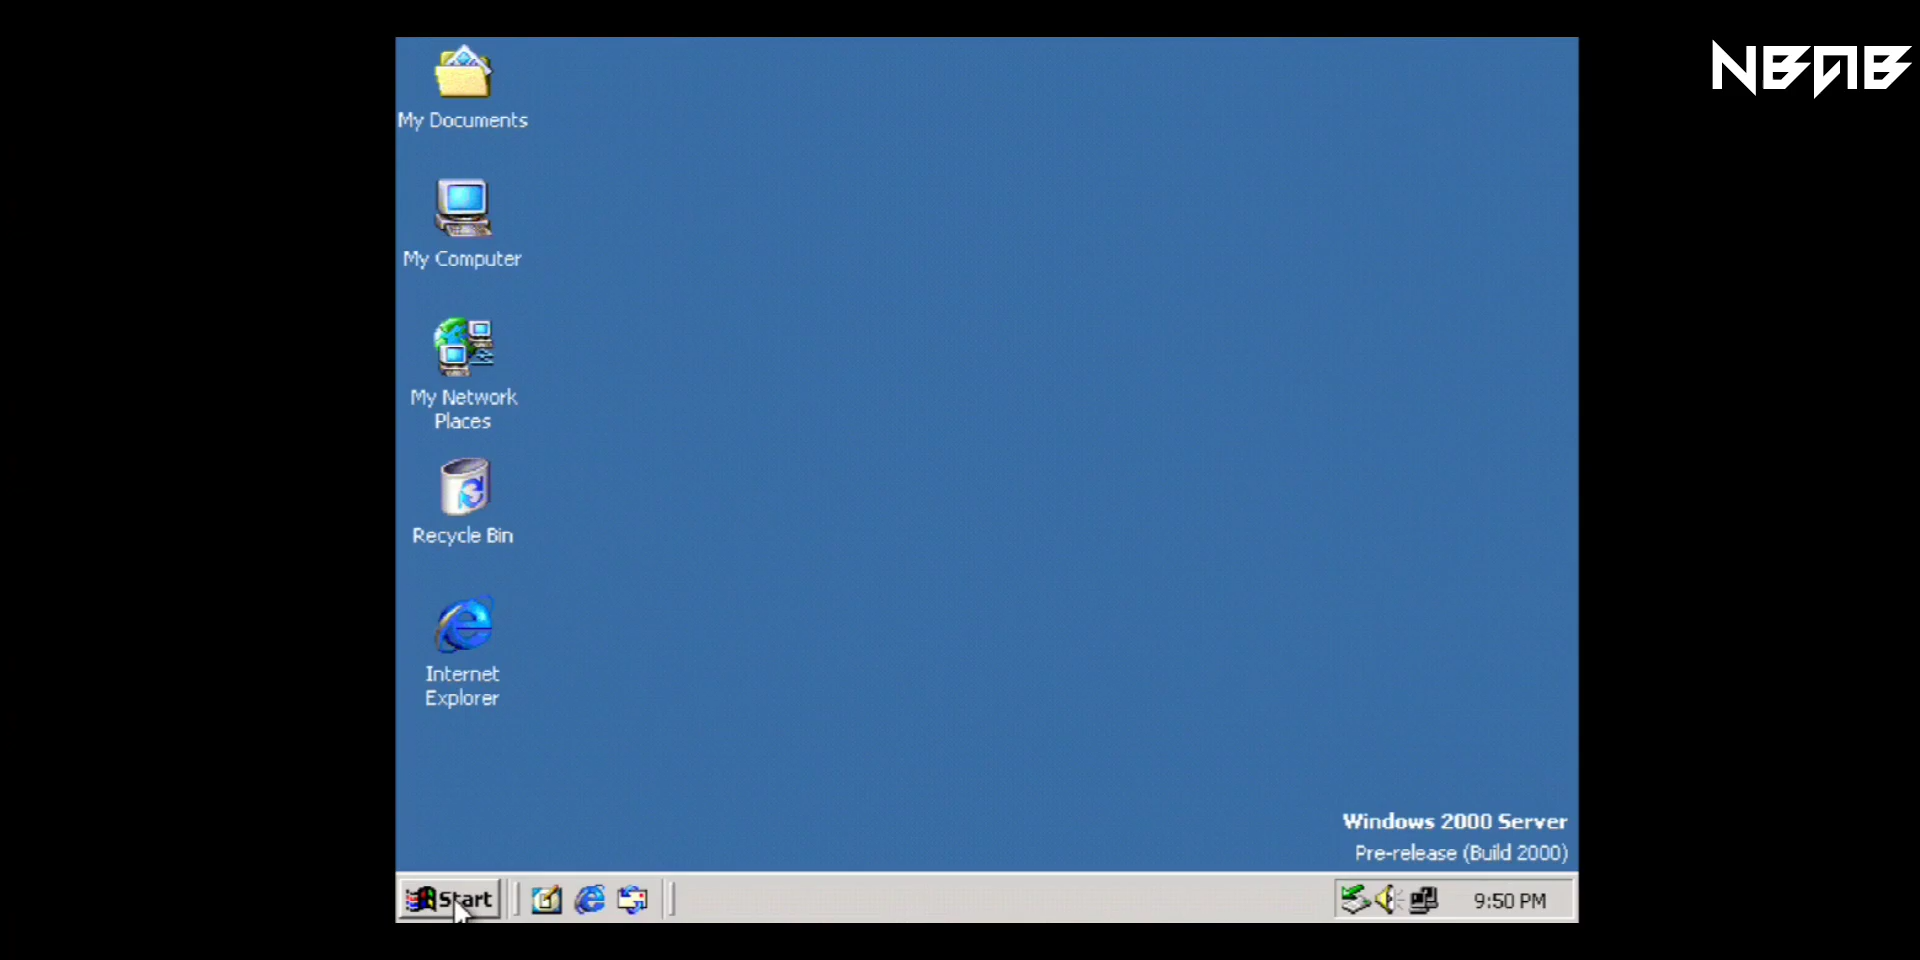 NBAB
My Documents
My Computer
My Network
Places
Recycle Bin
Internet
Explorer
Windows 2000 Server
Pre-release (Build 2000)
Start
9:50 PM